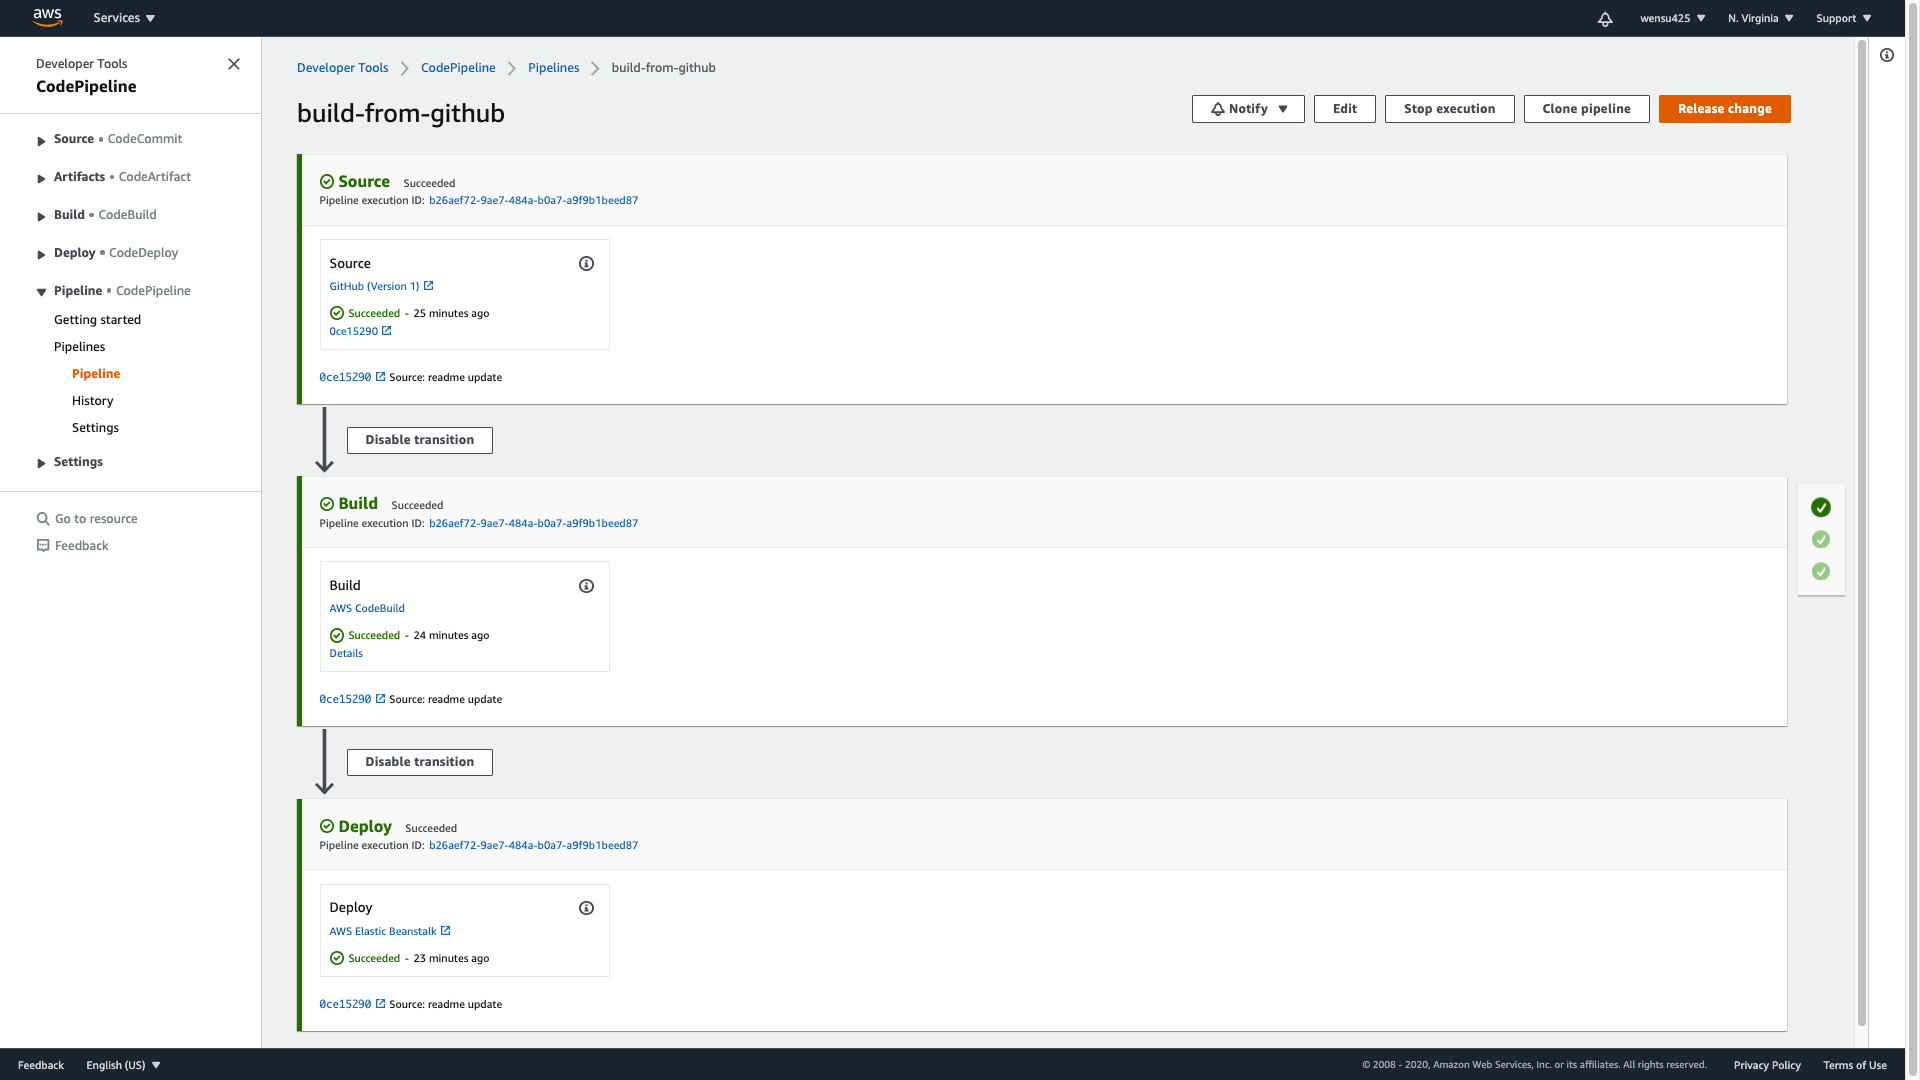 aws Services wensu425 N. Virginia Support
Developer Tools
CodePipeline
Source • CodeCommit
Artifacts • CodeArtifact
Build • CodeBuild
Deploy • CodeDeploy
Pipeline • CodePipeline
Getting started
Pipelines
Pipeline
History
Settings
Settings
Go to resource
Feedback
Developer Tools CodePipeline Pipelines build-from-github
build-from-github
Notify Edit Stop execution Clone pipeline Release change
Source Succeeded
Pipeline execution ID: b26aef72-9ae7-484a-b0a7-a9f9b1beed87
Source
GitHub (Version 1)
Succeeded - 25 minutes ago
0ce15290
0ce15290 Source: readme update
Disable transition
Build Succeeded
Pipeline execution ID: b26aef72-9ae7-484a-b0a7-a9f9b1beed87
Build
AWS CodeBuild
Succeeded - 24 minutes ago
Details
0ce15290 Source: readme update
Disable transition
Deploy Succeeded
Pipeline execution ID: b26aef72-9ae7-484a-b0a7-a9f9b1beed87
Deploy
AWS Elastic Beanstalk
Succeeded - 23 minutes ago
0ce15290 Source: readme update
Feedback English (US) © 2008 - 2020, Amazon Web Services, Inc. or its affiliates. All rights reserved. Privacy Policy Terms of Use